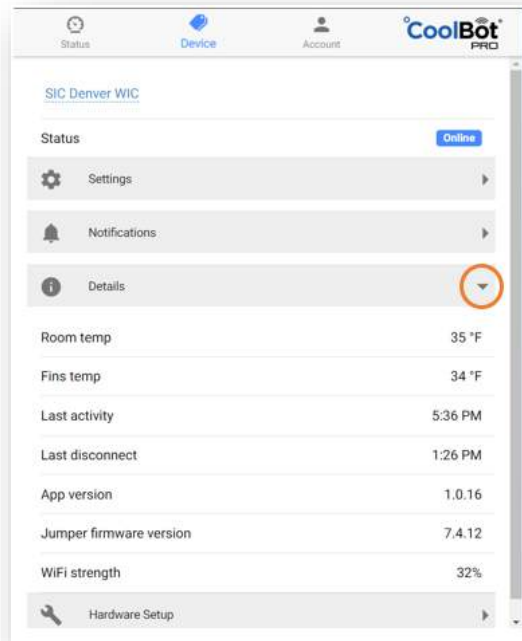 Status Device Account °CoolBot PRO
SIC Denver WIC
Status Online
Settings
Notifications
Details
Room temp 35 °F
Fins temp 34 °F
Last activity 5:36 PM
Last disconnect 1:26 PM
App version 1.0.16
Jumper firmware version 7.4.12
WiFi strength 32%
Hardware Setup